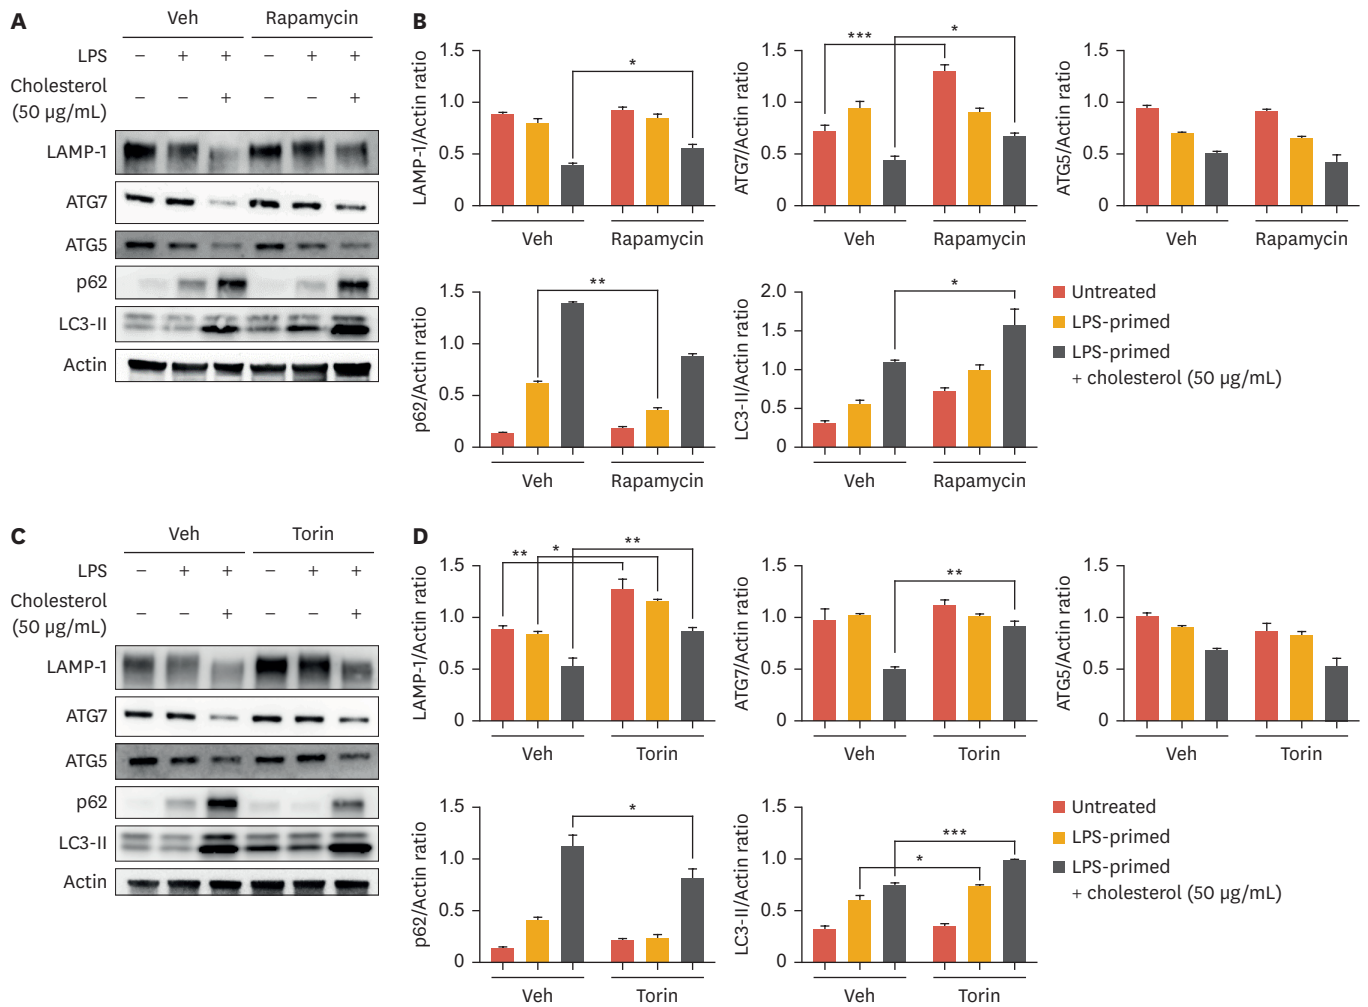 A
Veh Rapamycin
LPS – + + – + +
Cholesterol
(50 µg/mL) – – + – – +
LAMP-1
ATG7
ATG5
p62
LC3-II
Actin
B
LAMP-1/Actin ratio
1.5
1.0
0.5
0
*
Veh Rapamycin
ATG7/Actin ratio
1.5
1.0
0.5
0
*** *
Veh Rapamycin
ATG5/Actin ratio
1.5
1.0
0.5
0
Veh Rapamycin
p62/Actin ratio
1.5
1.0
0.5
0
**
Veh Rapamycin
LC3-II/Actin ratio
2.0
1.5
1.0
0.5
0
*
Veh Rapamycin
Untreated
LPS-primed
LPS-primed
+ cholesterol (50 µg/mL)
C
Veh Torin
LPS – + + – + +
Cholesterol
(50 µg/mL) – – + – – +
LAMP-1
ATG7
ATG5
p62
LC3-II
Actin
D
LAMP-1/Actin ratio
1.5
1.0
0.5
0
** * **
Veh Torin
ATG7/Actin ratio
1.5
1.0
0.5
0
**
Veh Torin
ATG5/Actin ratio
1.5
1.0
0.5
0
Veh Torin
p62/Actin ratio
1.5
1.0
0.5
0
*
Veh Torin
LC3-II/Actin ratio
1.5
1.0
0.5
0
***
*
Veh Torin
Untreated
LPS-primed
LPS-primed
+ cholesterol (50 µg/mL)